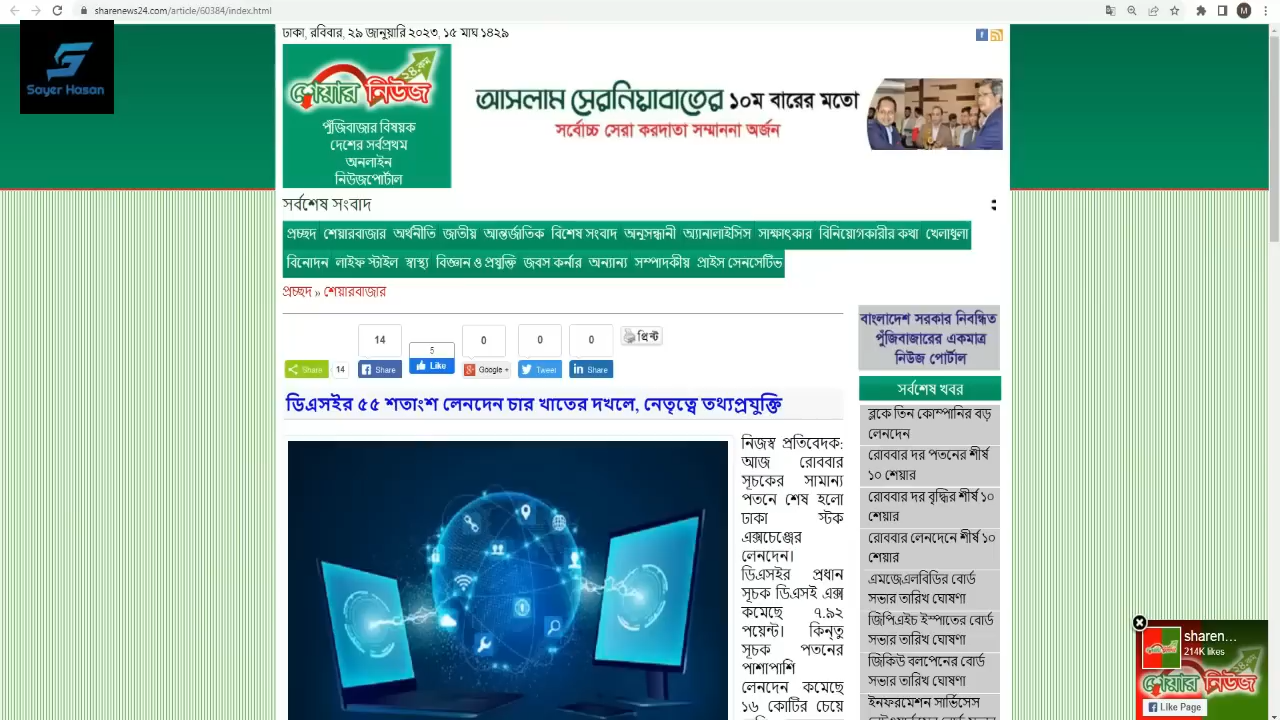 sharenews24.com/article/60384/index.html
Sayer Hasan
ঢাকা, রবিবার, ২৯ জানুয়ারি ২০২৩, ১৫ মাঘ ১৪২৯
শেয়ার নিউজ ২৪.কম
পুঁজিবাজার বিষয়ক
দেশের সর্বপ্রথম
অনলাইন
নিউজপোর্টাল
আসলাম সেরনিয়াবাতের ১০ম বারের মতো
সর্বোচ্চ সেরা করদাতা সম্মাননা অর্জন
সর্বশেষ সংবাদ
প্রচ্ছদ শেয়ারবাজার অর্থনীতি জাতীয় আন্তর্জাতিক বিশেষ সংবাদ অনুসন্ধানী অ্যানালাইসিস সাক্ষাৎকার বিনিয়োগকারীর কথা খেলাধুলা
বিনোদন লাইফ স্টাইল স্বাস্থ্য বিজ্ঞান ও প্রযুক্তি জবস কর্নার অন্যান্য সম্পাদকীয় প্রাইস সেনসেটিভ
প্রচ্ছদ » শেয়ারবাজার
14 5 0 0 0 প্রিন্ট
Share 14 Share Like Google + Tweet Share
ডিএসইর ৫৫ শতাংশ লেনদেন চার খাতের দখলে, নেতৃত্বে তথ্যপ্রযুক্তি
নিজস্ব প্রতিবেদক:
আজ রোববার
সূচকের সামান্য
পতনে শেষ হলো
ঢাকা স্টক
এক্সচেঞ্জের
লেনদেন।
ডিএসইর প্রধান
সূচক ডিএসই এক্স
কমেছে ৭.৯২
পয়েন্ট। কিন্তু
সূচক পতনের
পাশাপাশি
লেনদেন কমেছে
১৬ কোটির চেয়ে
বাংলাদেশ সরকার নিবন্ধিত
পুঁজিবাজারের একমাত্র
নিউজ পোর্টাল
সর্বশেষ খবর
ব্লকে তিন কোম্পানির বড়
লেনদেন
রোববার দর পতনের শীর্ষ
১০ শেয়ার
রোববার দর বৃদ্ধির শীর্ষ ১০
শেয়ার
রোববার লেনদেনে শীর্ষ ১০
শেয়ার
এমজেএলবিডির বোর্ড
সভার তারিখ ঘোষণা
জিপিএইচ ইস্পাতের বোর্ড
সভার তারিখ ঘোষণা
জিকিউ বলপেনের বোর্ড
সভার তারিখ ঘোষণা
ইনফরমেশন সার্ভিসেস
sharen...
214K likes
শেয়ার নিউজ
Like Page